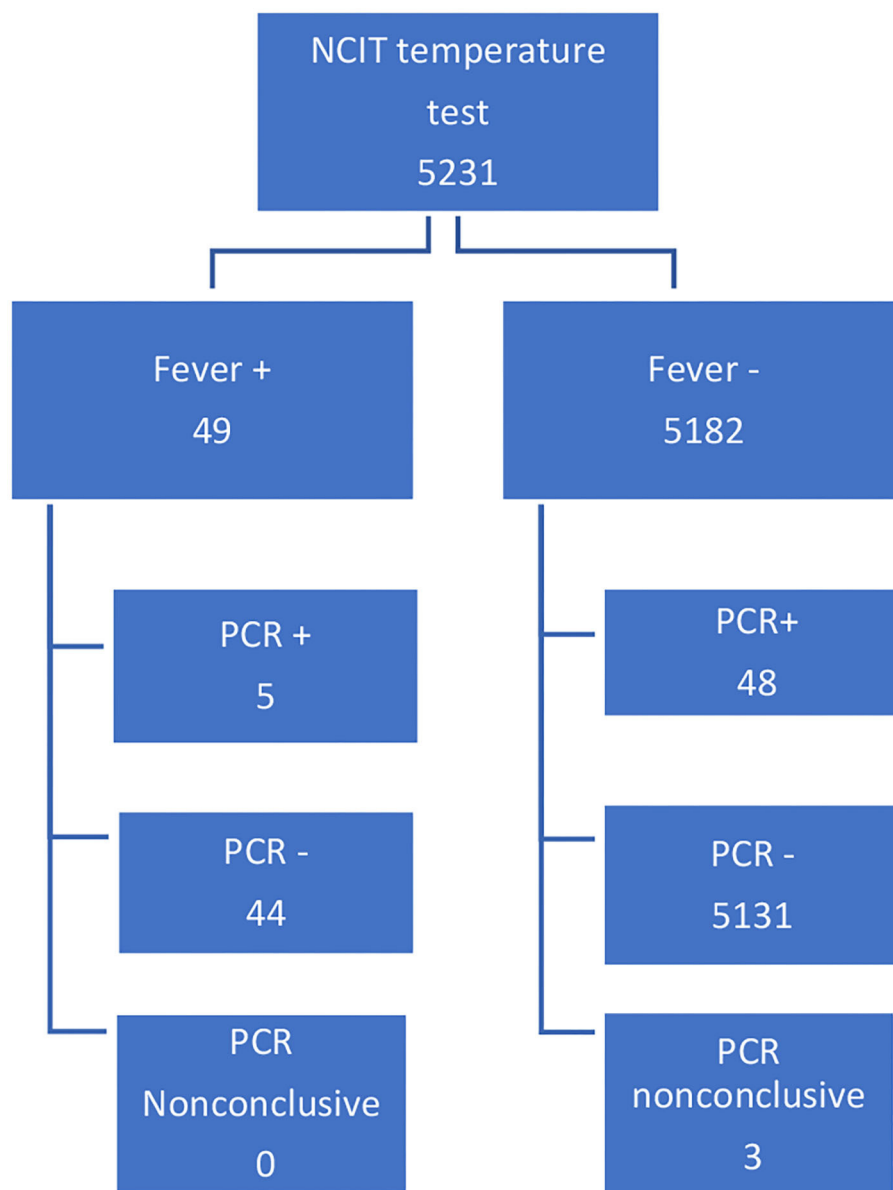 NCIT temperature
test
5231
Fever +
49
Fever -
5182
PCR +
5
PCR+
48
PCR -
44
PCR -
5131
PCR
Nonconclusive
0
PCR
nonconclusive
3